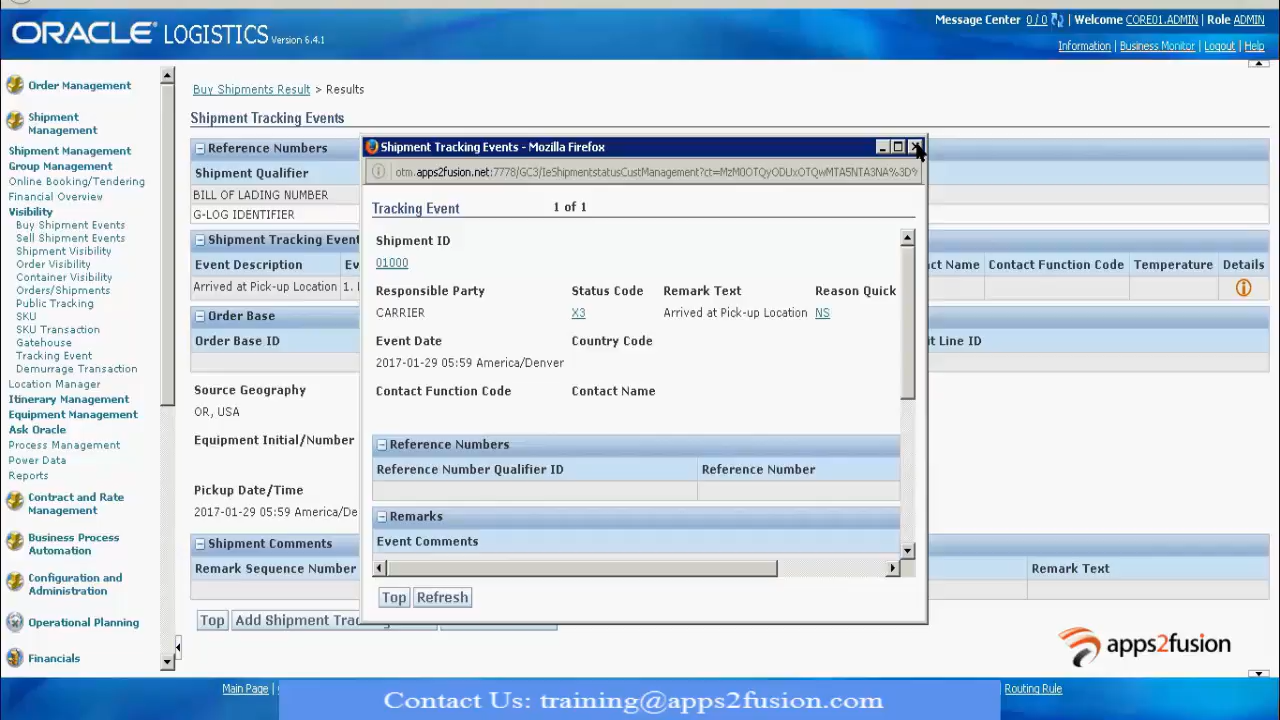 ORACLE LOGISTICS Version 6.4.1
Message Center 0 / 0 | Welcome CORE01.ADMIN | Role ADMIN
Information | Business Monitor | Logout | Help
Order Management
Shipment Management
Shipment Management
Group Management
Online Booking/Tendering
Financial Overview
Visibility
Buy Shipment Events
Sell Shipment Events
Shipment Visibility
Order Visibility
Container Visibility
Orders/Shipments
Public Tracking
SKU
SKU Transaction
Gatehouse
Tracking Event
Demurrage Transaction
Location Manager
Itinerary Management
Equipment Management
Ask Oracle
Process Management
Power Data
Reports
Contract and Rate Management
Business Process Automation
Configuration and Administration
Operational Planning
Financials
Buy Shipments Result > Results
Shipment Tracking Events
Reference Numbers
Shipment Qualifier
BILL OF LADING NUMBER
G-LOG IDENTIFIER
Shipment Tracking Event
Event Description
Contact Function Code Temperature Details
Arrived at Pick-up Location 1.
Order Base
Order Base ID
Line ID
Source Geography
OR, USA
Equipment Initial/Number
Pickup Date/Time
2017-01-29 05:59 America/De
Shipment Comments
Remark Sequence Number Remark Text
Top Add Shipment
Shipment Tracking Events - Mozilla Firefox
otm.apps2fusion.net:7778/GC3/IeShipmentstatusCustManagement?ct=MzM0OTQyODUxOTQwMTA5NTA3NA%3D%
Tracking Event 1 of 1
Shipment ID
01000
Responsible Party Status Code Remark Text Reason Quick
CARRIER X3 Arrived at Pick-up Location NS
Event Date Country Code
2017-01-29 05:59 America/Denver
Contact Function Code Contact Name
Reference Numbers
Reference Number Qualifier ID Reference Number
Remarks
Event Comments
Top Refresh
apps2fusion
Main Page | Routing Rule
Contact Us: training@apps2fusion.com